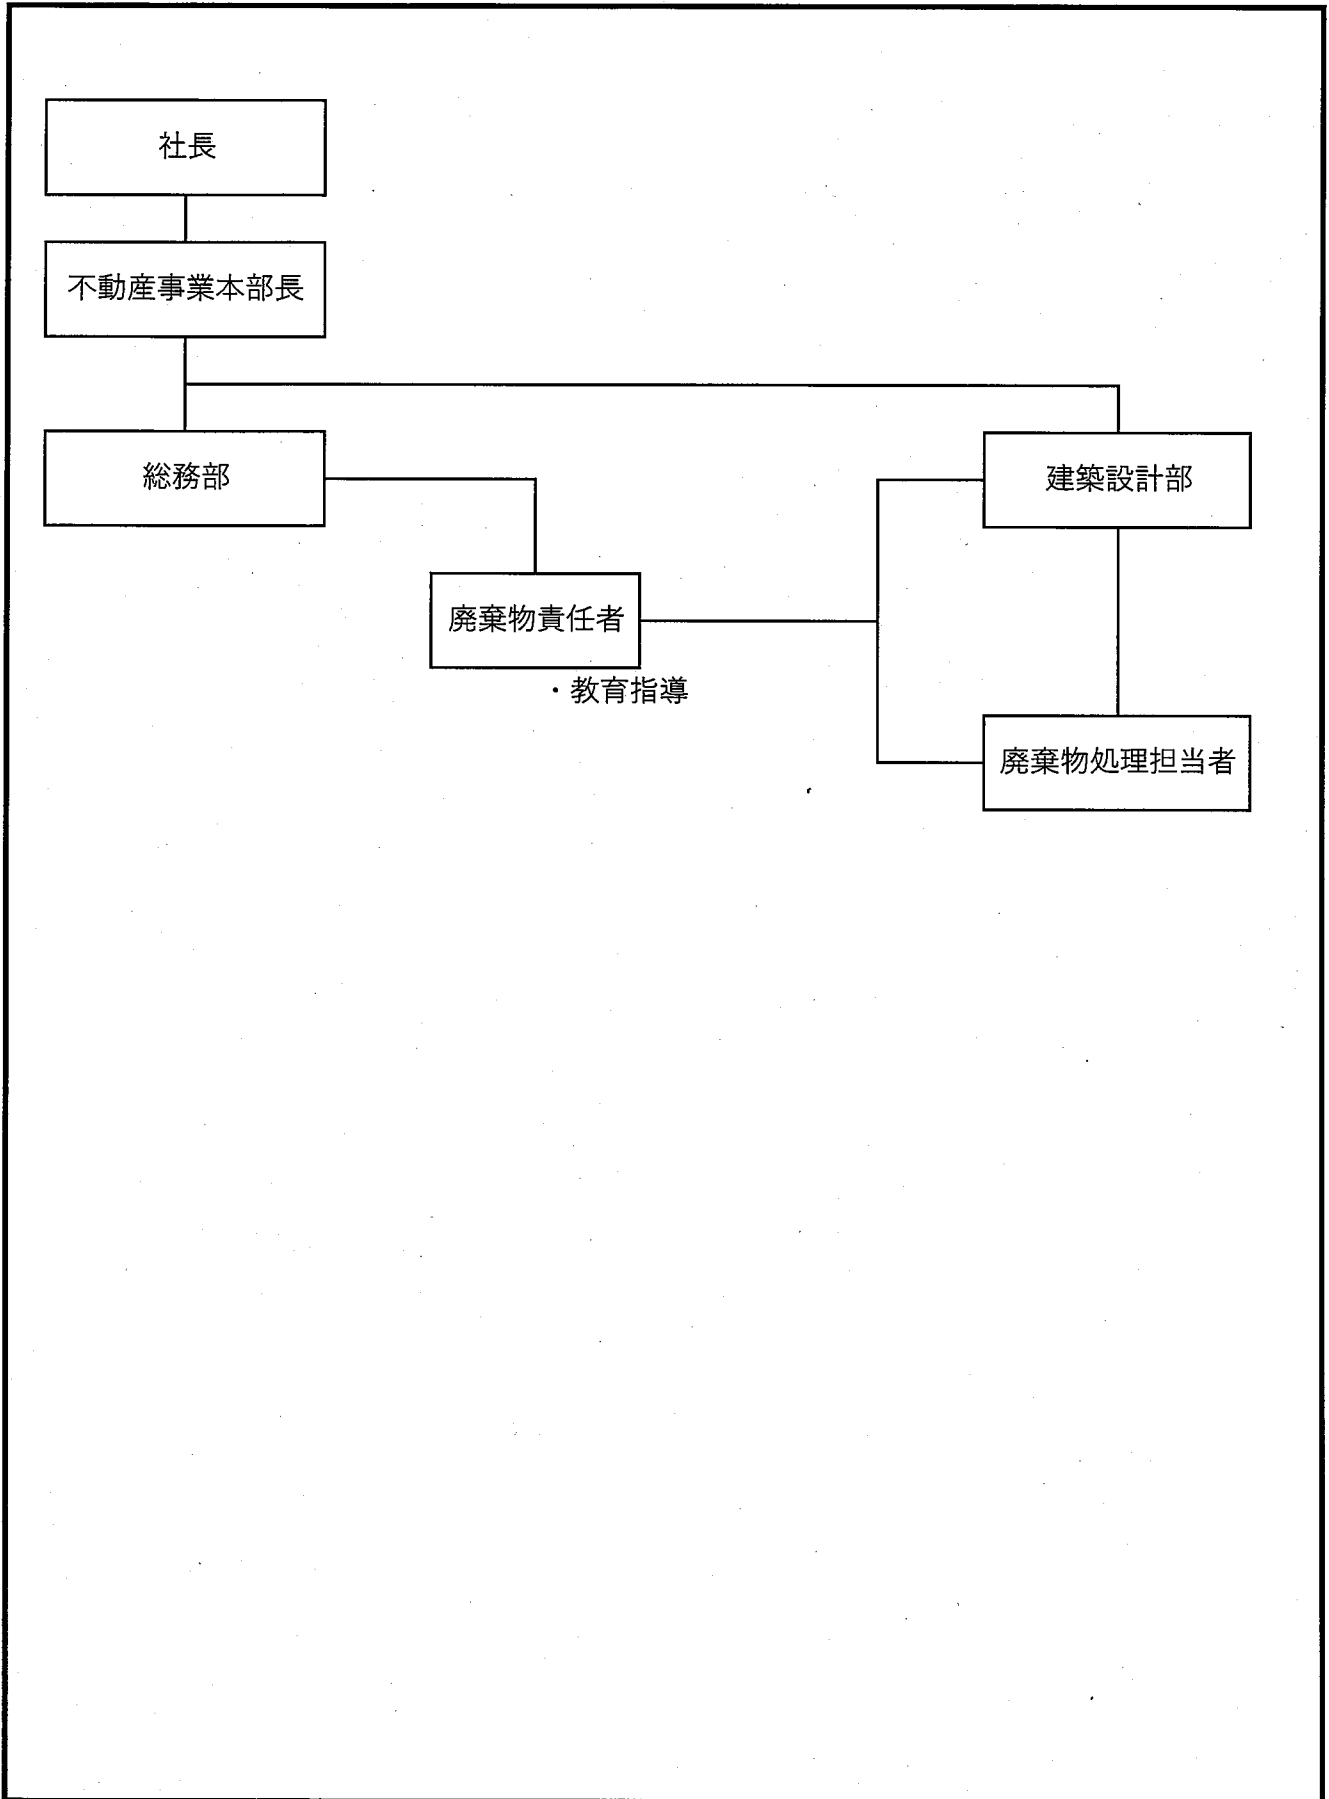 社長
不動産事業本部長
総務部
建築設計部
廃棄物責任者
・教育指導
廃棄物処理担当者